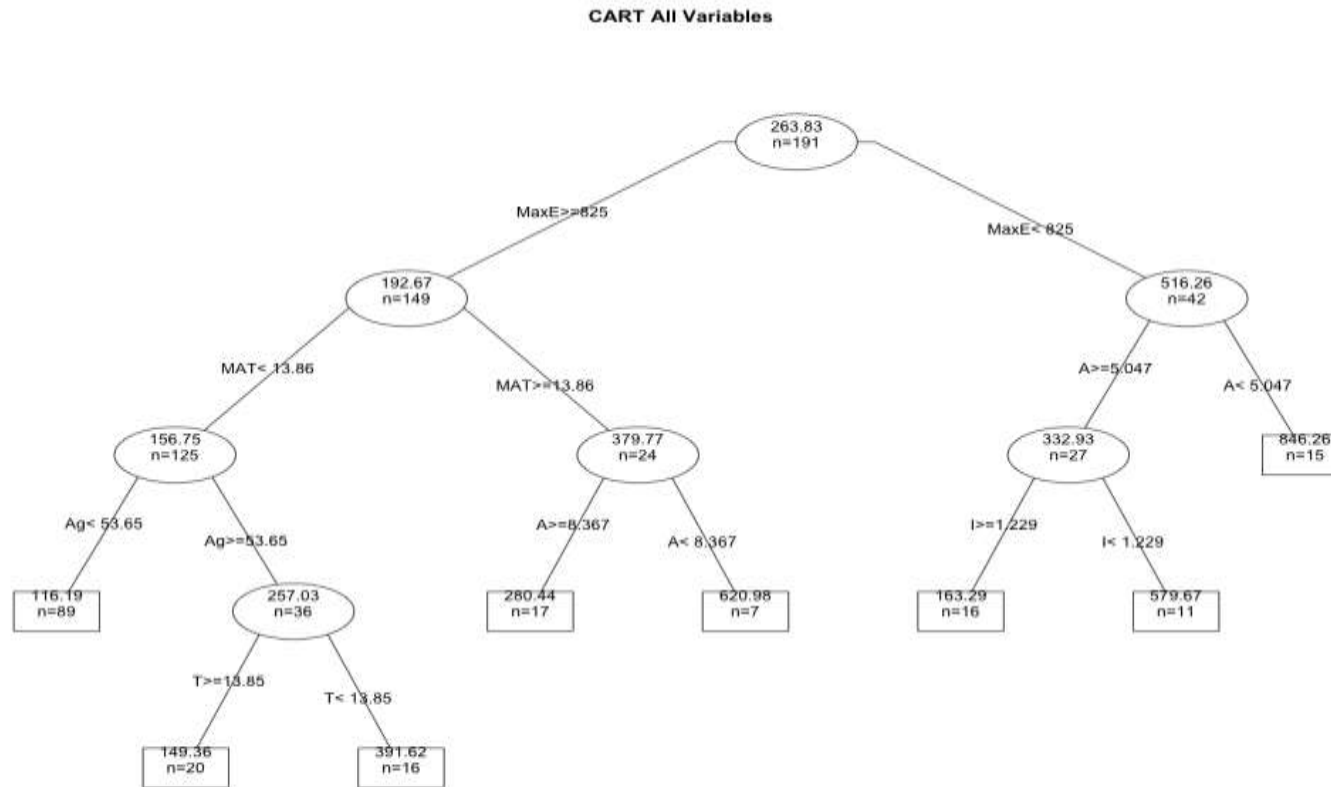 CART All Variables
263.83
n=191
MaxE>=825
MaxE< 825
192.67
n=149
516.26
n=42
MAT< 13.86
MAT>=13.86
A>=5.047
A< 5.047
156.75
n=125
379.77
n=24
332.93
n=27
846.26
n=15
Ag< 53.65
Ag>=53.65
A>=8.367
A< 8.367
I>=1.229
I< 1.229
116.19
n=89
257.03
n=36
280.44
n=17
620.98
n=7
163.29
n=16
579.67
n=11
T>=13.85
T< 13.85
149.36
n=20
391.62
n=16